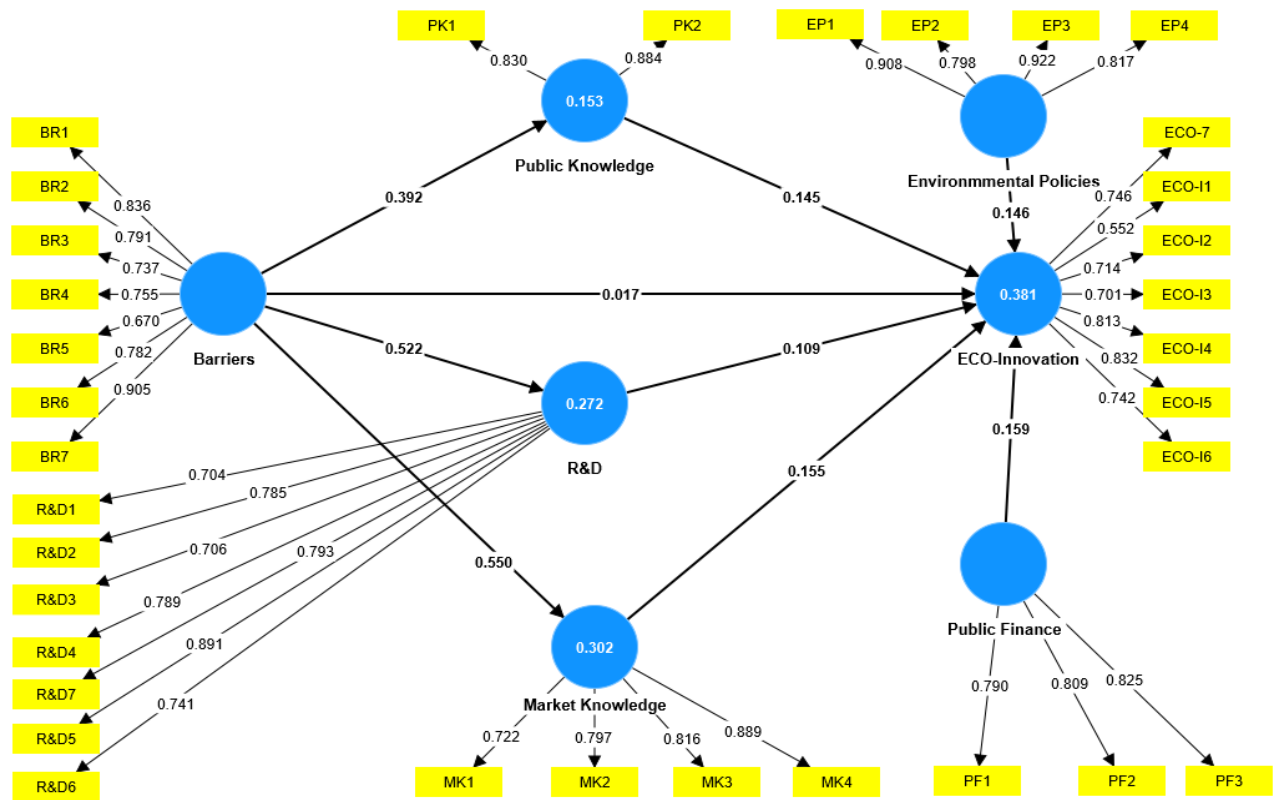 PK1
PK2
EP1
EP2
EP3
EP4
0.830
0.884
0.908
0.798
0.922
0.817
0.153
Public Knowledge
Environmmental Policies
BR1
BR2
BR3
BR4
BR5
BR6
BR7
0.836
0.791
0.737
0.755
0.670
0.782
0.905
Barriers
0.392
0.145
0.146
0.017
0.522
0.109
0.550
0.155
0.159
0.381
ECO-Innovation
ECO-7
ECO-I1
ECO-I2
ECO-I3
ECO-I4
ECO-I5
ECO-I6
0.746
0.552
0.714
0.701
0.813
0.832
0.742
0.272
R&D
R&D1
R&D2
R&D3
R&D4
R&D7
R&D5
R&D6
0.704
0.785
0.706
0.793
0.789
0.891
0.741
0.302
Market Knowledge
0.722
0.797
0.816
0.889
MK1
MK2
MK3
MK4
Public Finance
0.790
0.809
0.825
PF1
PF2
PF3